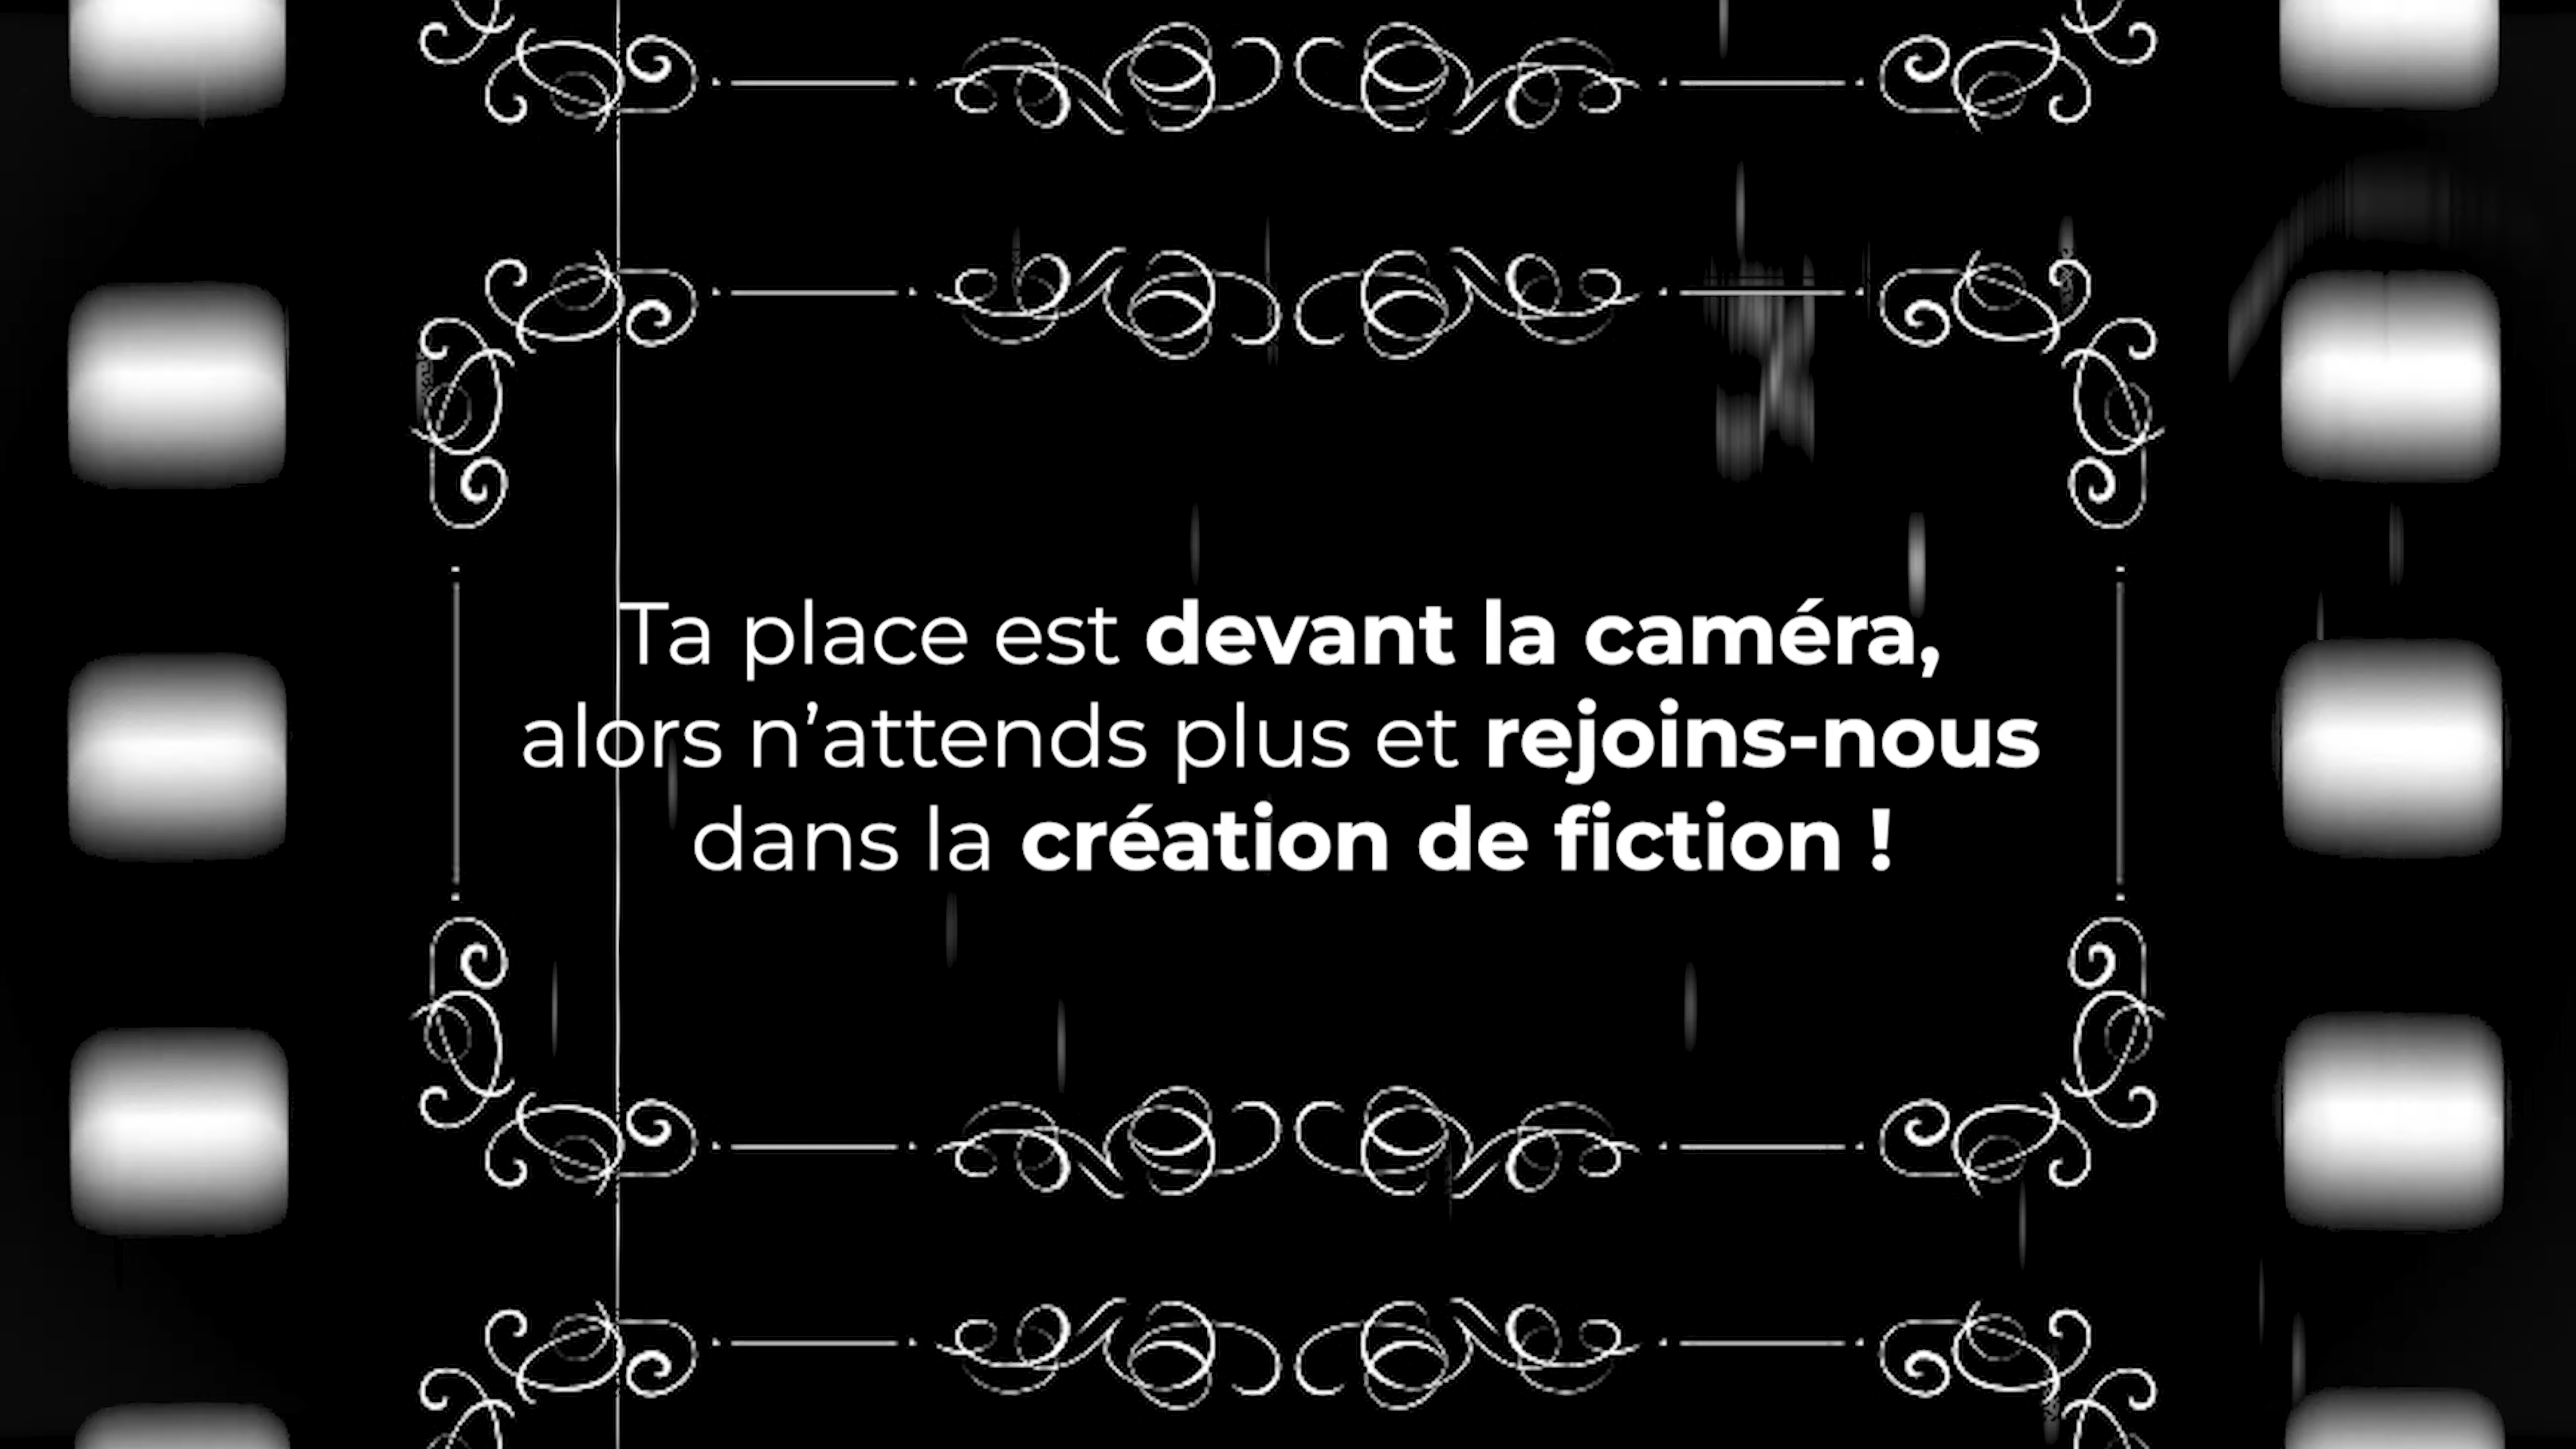 Ta place est devant la caméra,
alors n’attends plus et rejoins-nous
dans la création de fiction !